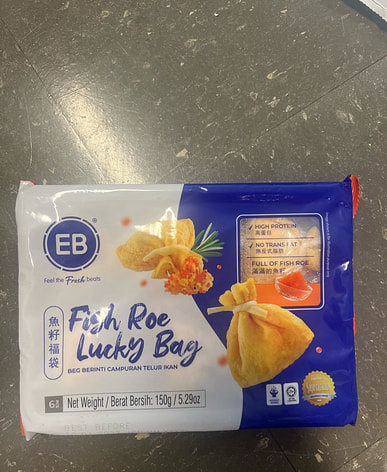 EB
®
Feel the Fresh beats
HIGH PROTEIN
高蛋白
NO TRANS FAT
無反式脂肪
FULL OF FISH ROE
滿滿的魚籽
魚籽福袋
Fish Roe
Lucky Bag
BEG BERINTI CAMPURAN TELUR IKAN
Net Weight / Berat Bersih: 150g / 5.29oz
BEST BEFORE